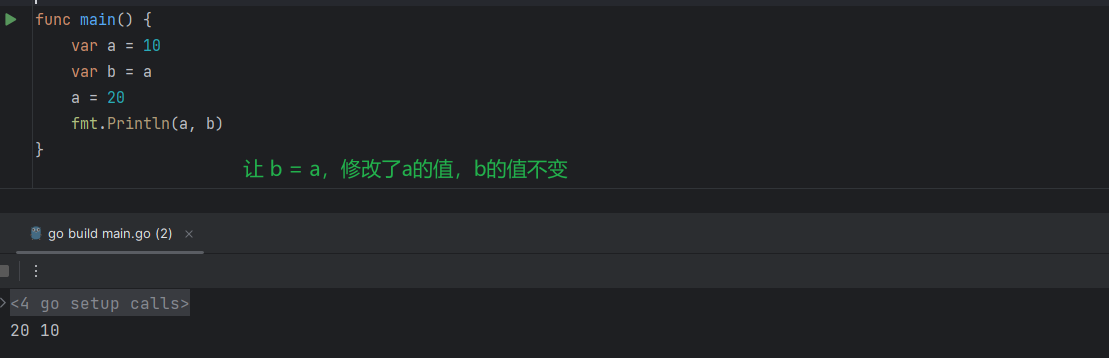 func main() {
    var a = 10
    var b = a
    a = 20
    fmt.Println(a, b)
}
让 b = a，修改了a的值，b的值不变
go build main.go (2) ×
<4 go setup calls>
20 10